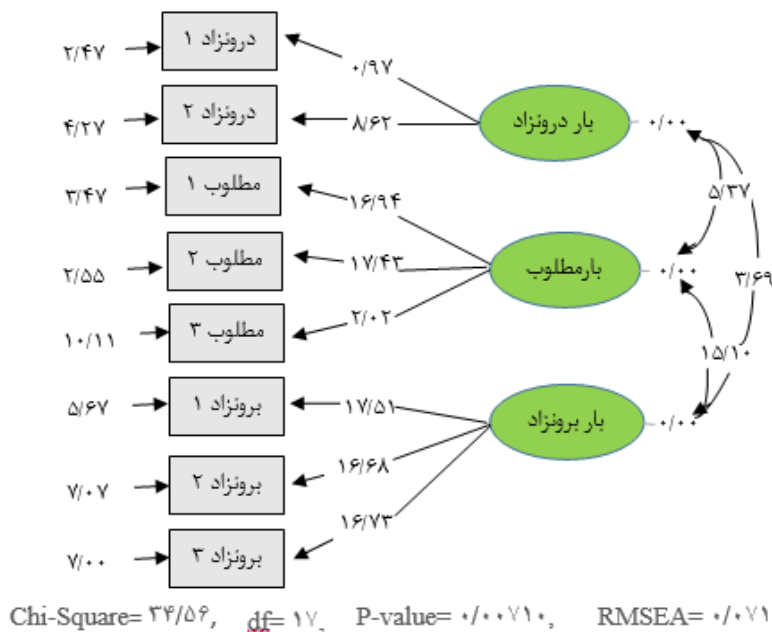 ۲/۴۷ درونزاد ۱ ۰/۹۷
۴/۲۷ درونزاد ۲ ۸/۶۲ بار درونزاد ۰/۰۰
۳/۴۷ مطلوب ۱ ۱۶/۹۴ ۵/۳۷
۲/۵۵ مطلوب ۲ ۱۷/۴۳ بارمطلوب ۰/۰۰ ۳/۶۹
۱۰/۱۱ مطلوب ۳ ۲/۰۲ ۱۵/۱۰
۵/۶۷ برونزاد ۱ ۱۷/۵۱ بار برونزاد ۰/۰۰
۷/۰۷ برونزاد ۲ ۱۶/۶۸
۷/۰۰ برونزاد ۳ ۱۶/۷۳
Chi-Square= ۳۴/۵۶, df= ۱۷, P-value= ۰/۰۰۷۱۰, RMSEA= ۰/۰۷۱